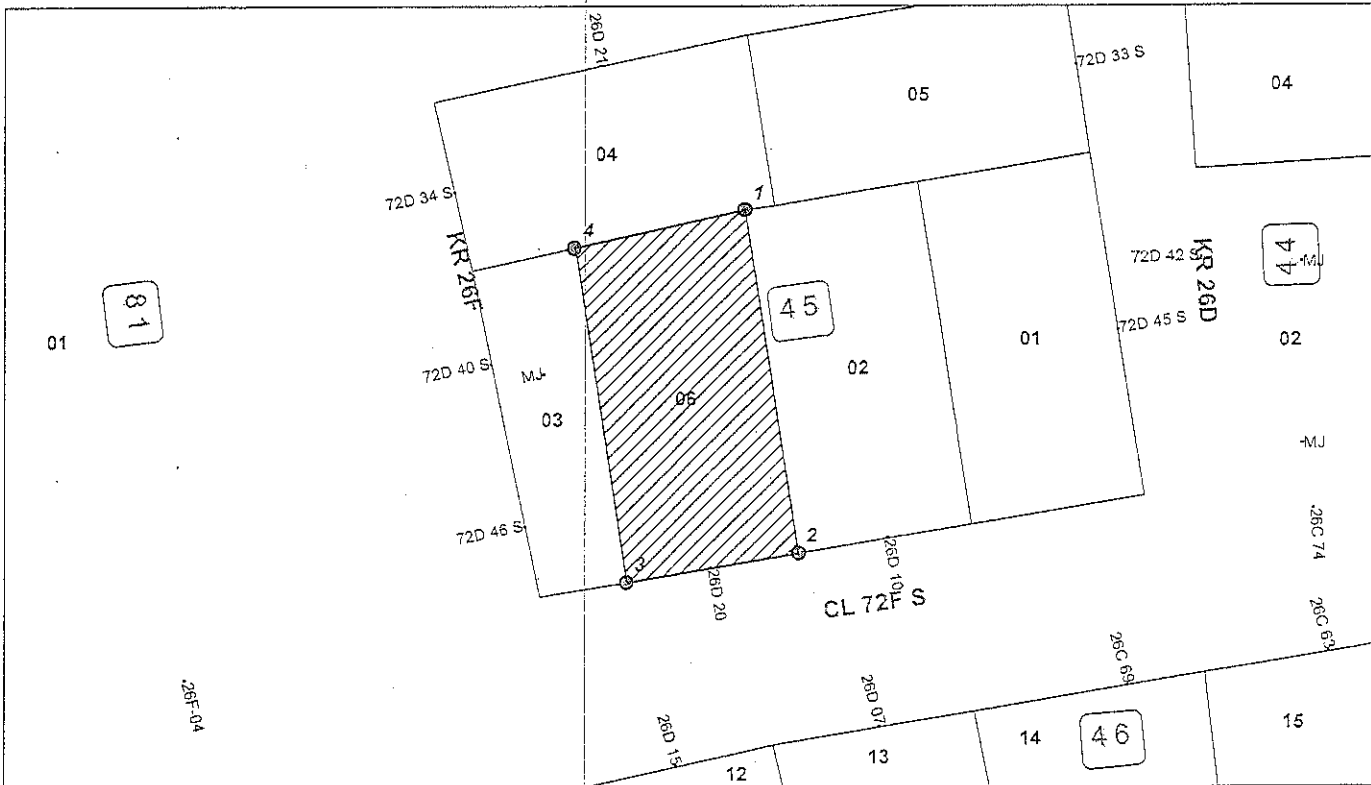 26D 21
72D 33 S
04
05
04
72D 34 S
1
4
KR 26F
72D 42 S
KR 26D
44
MJ
81
45
01
72D 45 S
01
02
02
72D 40 S
MJ
03
06
MJ
72D 46 S
26C 74
2
26D 10
3
26D 20
CL 72F S
26C 63
26C 69
26F-04
26D 07
26D 15
46
15
14
13
12